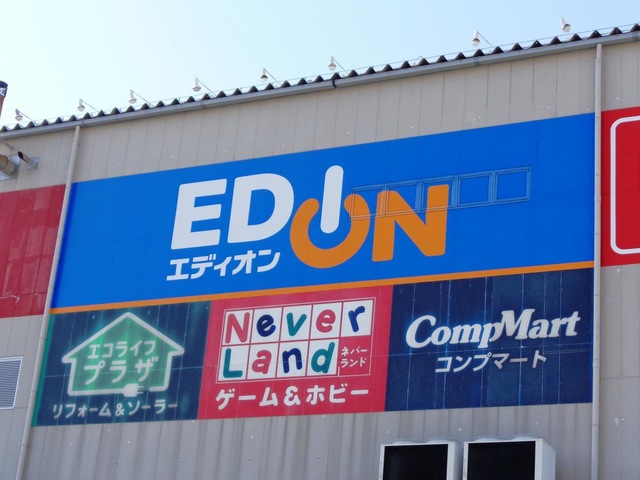 EDION
エディオン
エコライフ
プラザ
リフォーム&ソーラー
Never
Land
ネバー
ランド
ゲーム&ホビー
CompMart
コンプマート